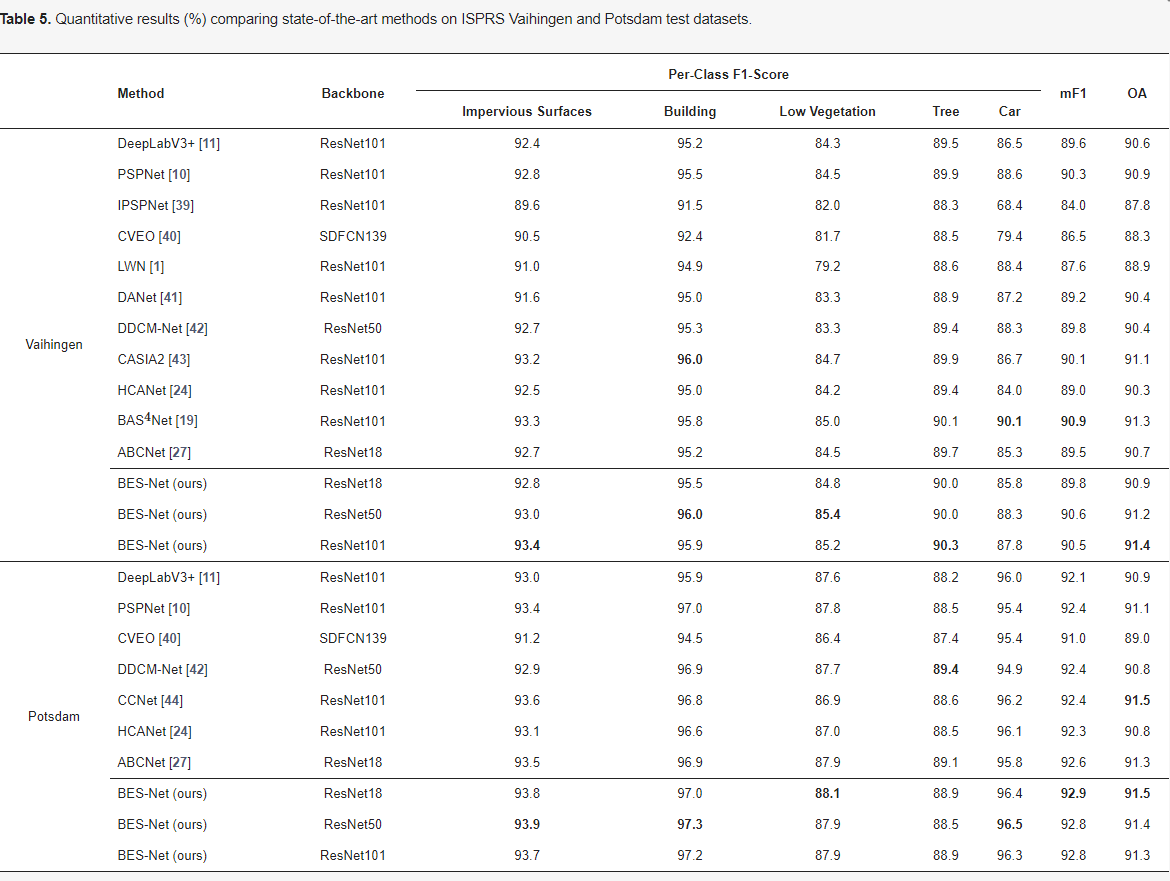 Table 5. Quantitative results (%) comparing state-of-the-art methods on ISPRS Vaihingen and Potsdam test datasets.
Per-Class F1-Score
Method Backbone mF1 OA
Impervious Surfaces Building Low Vegetation Tree Car
DeepLabV3+ [11] ResNet101 92.4 95.2 84.3 89.5 86.5 89.6 90.6
PSPNet [10] ResNet101 92.8 95.5 84.5 89.9 88.6 90.3 90.9
IPSPNet [39] ResNet101 89.6 91.5 82.0 88.3 68.4 84.0 87.8
CVEO [40] SDFCN139 90.5 92.4 81.7 88.5 79.4 86.5 88.3
LWN [1] ResNet101 91.0 94.9 79.2 88.6 88.4 87.6 88.9
DANet [41] ResNet101 91.6 95.0 83.3 88.9 87.2 89.2 90.4
DDCM-Net [42] ResNet50 92.7 95.3 83.3 89.4 88.3 89.8 90.4
Vaihingen
CASIA2 [43] ResNet101 93.2 96.0 84.7 89.9 86.7 90.1 91.1
HCANet [24] ResNet101 92.5 95.0 84.2 89.4 84.0 89.0 90.3
BAS⁴Net [19] ResNet101 93.3 95.8 85.0 90.1 90.1 90.9 91.3
ABCNet [27] ResNet18 92.7 95.2 84.5 89.7 85.3 89.5 90.7
BES-Net (ours) ResNet18 92.8 95.5 84.8 90.0 85.8 89.8 90.9
BES-Net (ours) ResNet50 93.0 96.0 85.4 90.0 88.3 90.6 91.2
BES-Net (ours) ResNet101 93.4 95.9 85.2 90.3 87.8 90.5 91.4
DeepLabV3+ [11] ResNet101 93.0 95.9 87.6 88.2 96.0 92.1 90.9
PSPNet [10] ResNet101 93.4 97.0 87.8 88.5 95.4 92.4 91.1
CVEO [40] SDFCN139 91.2 94.5 86.4 87.4 95.4 91.0 89.0
DDCM-Net [42] ResNet50 92.9 96.9 87.7 89.4 94.9 92.4 90.8
CCNet [44] ResNet101 93.6 96.8 86.9 88.6 96.2 92.4 91.5
Potsdam
HCANet [24] ResNet101 93.1 96.6 87.0 88.5 96.1 92.3 90.8
ABCNet [27] ResNet18 93.5 96.9 87.9 89.1 95.8 92.6 91.3
BES-Net (ours) ResNet18 93.8 97.0 88.1 88.9 96.4 92.9 91.5
BES-Net (ours) ResNet50 93.9 97.3 87.9 88.5 96.5 92.8 91.4
BES-Net (ours) ResNet101 93.7 97.2 87.9 88.9 96.3 92.8 91.3